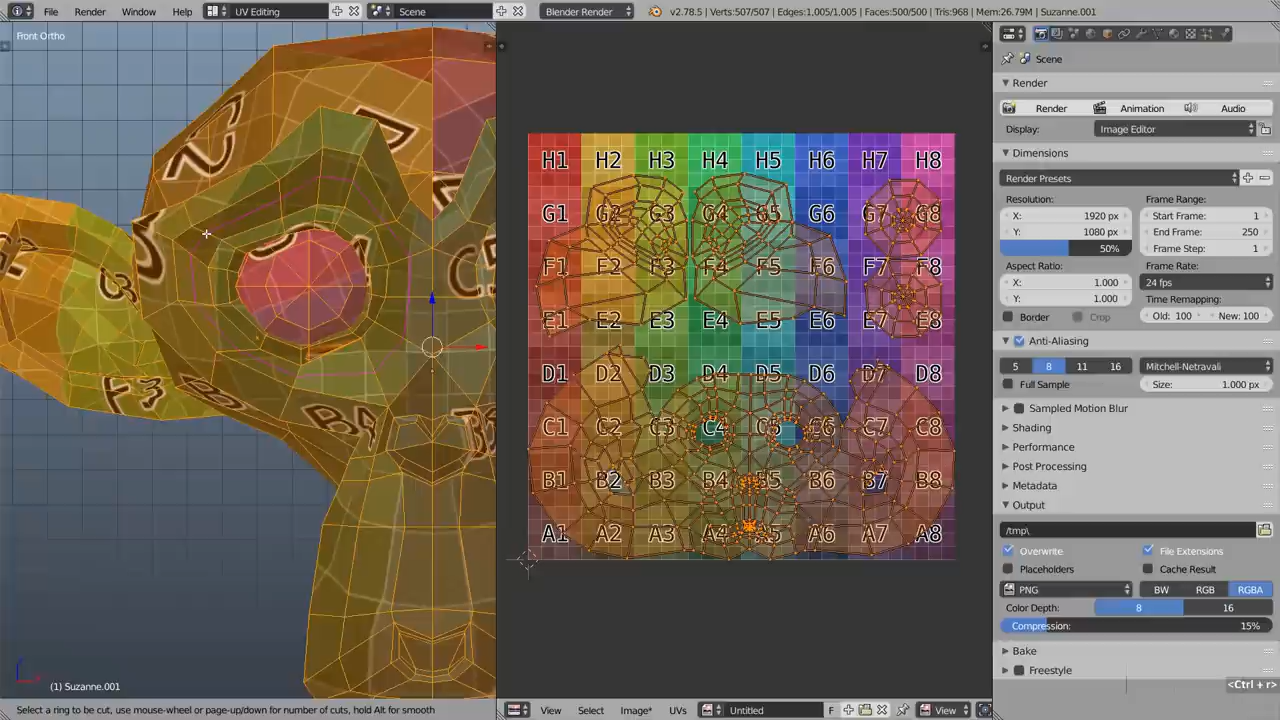 File Render Window Help UV Editing Scene Blender Render v2.78.5 | Verts:507/507 | Edges:1,005/1,005 | Faces:500/500 | Tris:968 | Mem:26.79M | Suzanne.001
Front Ortho
Scene
Render
Render Animation Audio
Display: Image Editor
Dimensions
Render Presets
Resolution: Frame Range:
X: 1920 px Start Frame: 1
Y: 1080 px End Frame: 250
50% Frame Step: 1
Aspect Ratio: Frame Rate:
X: 1.000 24 fps
Y: 1.000 Time Remapping:
Border Crop Old: 100 New: 100
Anti-Aliasing
5 8 11 16 Mitchell-Netravali
Full Sample Size: 1.000 px
Sampled Motion Blur
Shading
Performance
Post Processing
Metadata
Output
/tmp\
Overwrite File Extensions
Placeholders Cache Result
PNG BW RGB RGBA
Color Depth: 8 16
Compression: 15%
Bake
Freestyle
H1 H2 H3 H4 H5 H6 H7 H8
G1 G2 G3 G4 G5 G6 G7 G8
F1 F2 F3 F4 F5 F6 F7 F8
E1 E2 E3 E4 E5 E6 E7 E8
D1 D2 D3 D4 D5 D6 D7 D8
C1 C2 C3 C4 C5 C6 C7 C8
B1 B2 B3 B4 B5 B6 B7 B8
A1 A2 A3 A4 A5 A6 A7 A8
F3
B4
(1) Suzanne.001
<Ctrl + r>
Select a ring to be cut, use mouse-wheel or page-up/down for number of cuts, hold Alt for smooth
View Select Image* UVs Untitled F View